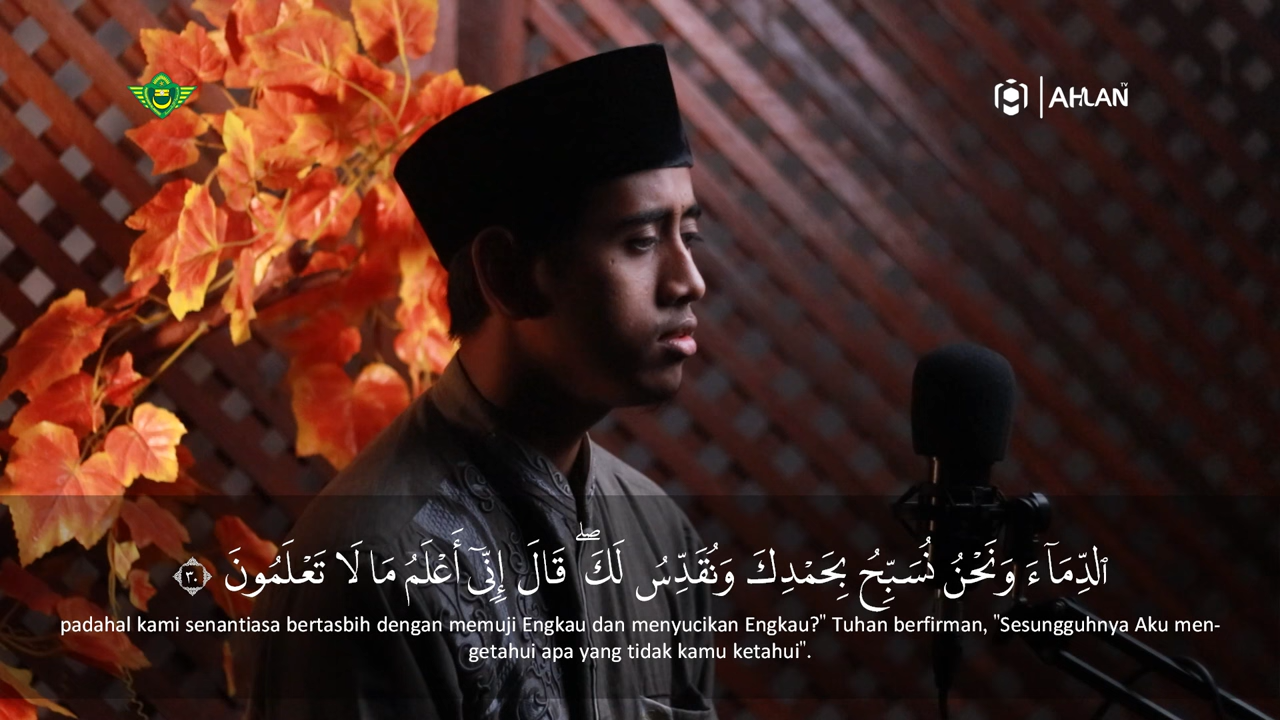 AHLAN TV
ٱلدِّمَآءَ وَنَحْنُ نُسَبِّحُ بِحَمْدِكَ وَنُقَدِّسُ لَكَ ۖ قَالَ إِنِّىٓ أَعْلَمُ مَا لَا تَعْلَمُونَ ٣٠
padahal kami senantiasa bertasbih dengan memuji Engkau dan menyucikan Engkau?" Tuhan berfirman, "Sesungguhnya Aku men-
getahui apa yang tidak kamu ketahui".